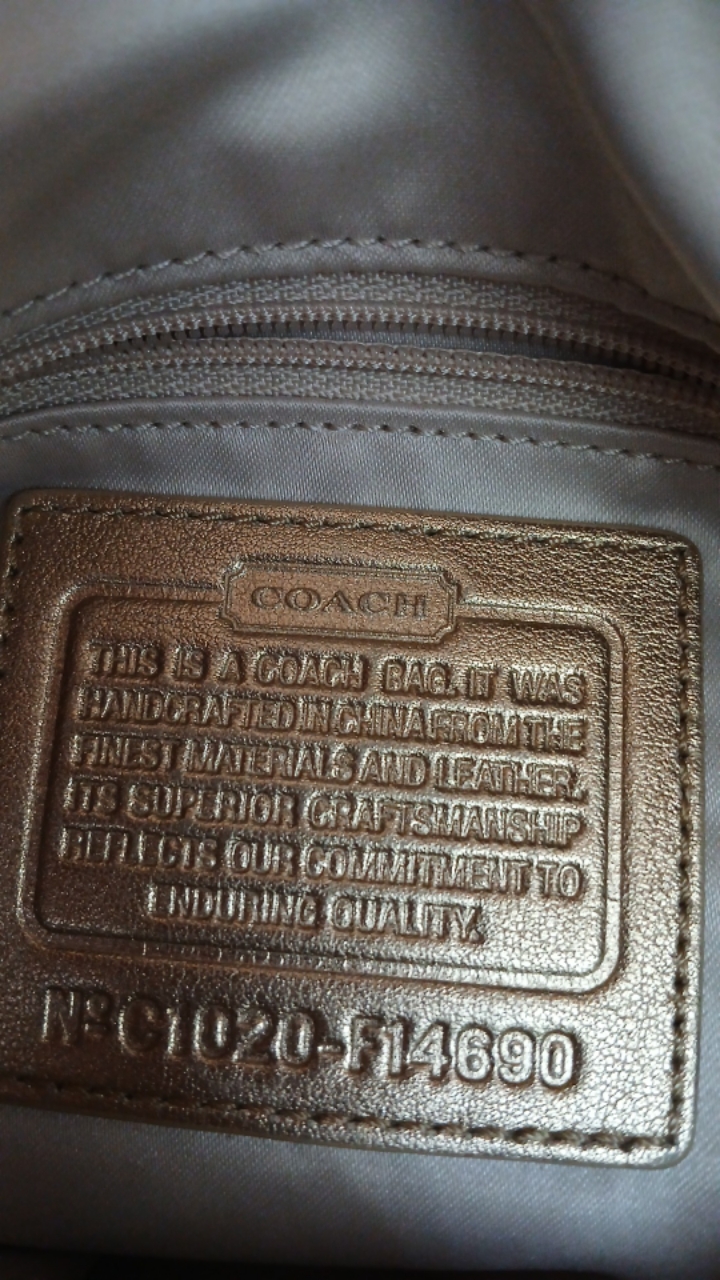 COACH
THIS IS A COACH BAG. IT WAS
HANDCRAFTED IN CHINA FROM THE
FINEST MATERIALS AND LEATHER.
ITS SUPERIOR CRAFTSMANSHIP
REFLECTS OUR COMMITMENT TO
ENDURING QUALITY.
Nº C1020-F14690